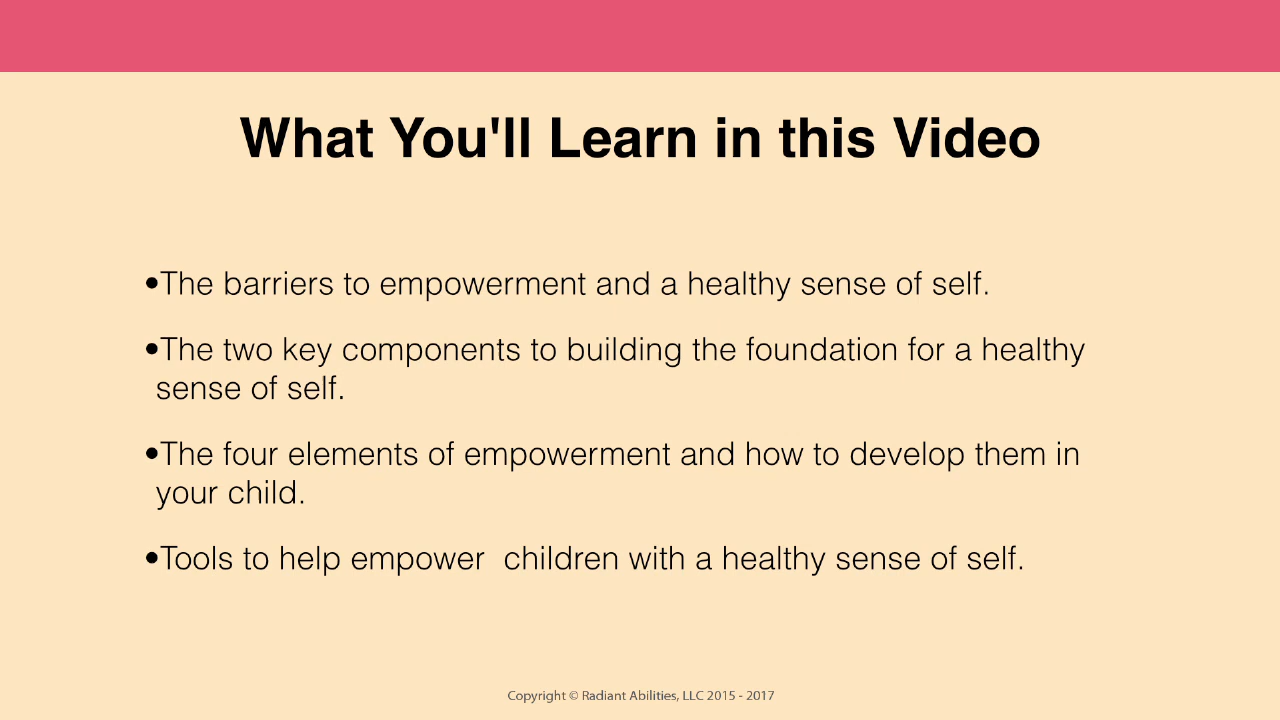 What You'll Learn in this Video
•The barriers to empowerment and a healthy sense of self.
•The two key components to building the foundation for a healthy
sense of self.
•The four elements of empowerment and how to develop them in
your child.
•Tools to help empower  children with a healthy sense of self.
Copyright © Radiant Abilities, LLC 2015 - 2017